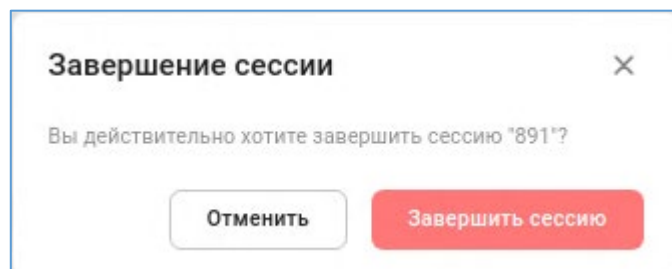 Завершение сессии
Вы действительно хотите завершить сессию "891"?
Отменить
Завершить сессию